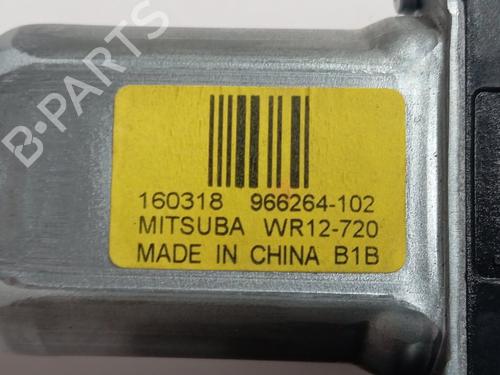 B-PARTS
160318 966264-102
MITSUBA WR12-720
MADE IN CHINA B1B